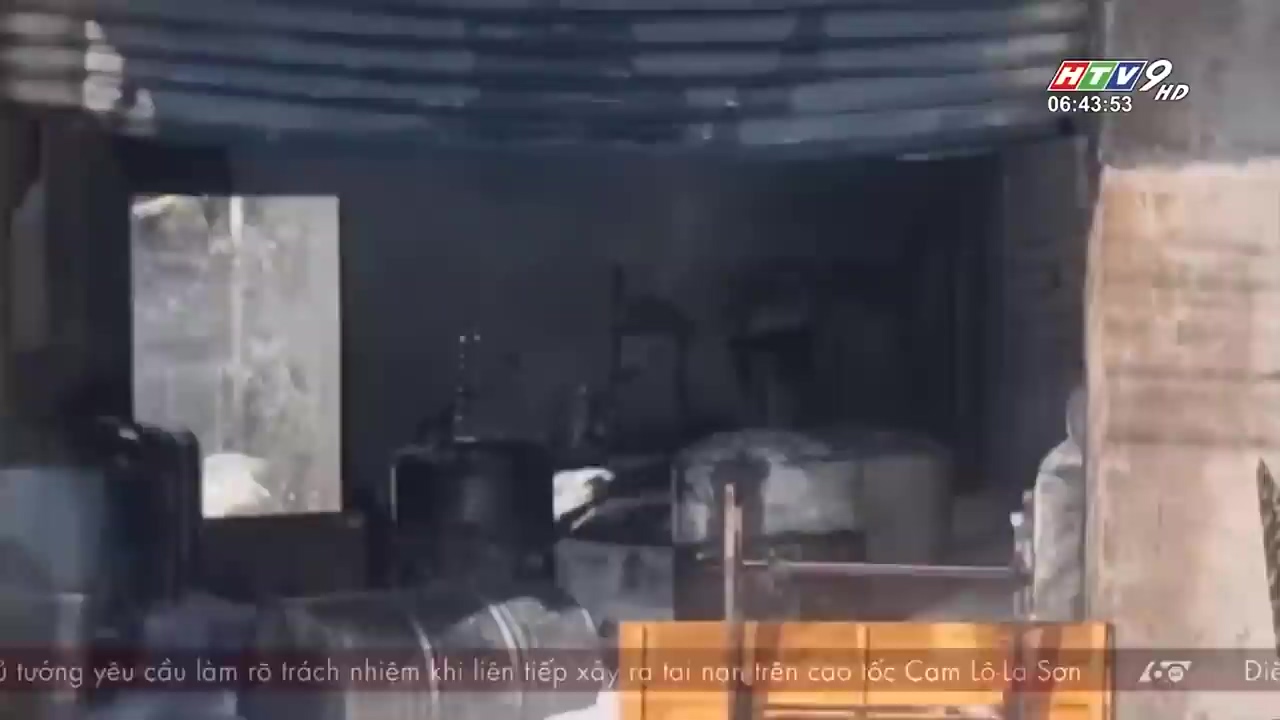 HTV9
HD
06:43:53
tướng yêu cầu làm rõ trách nhiệm khi liên tiếp xảy ra tai nạn trên cao tốc Cam Lộ-La Sơn